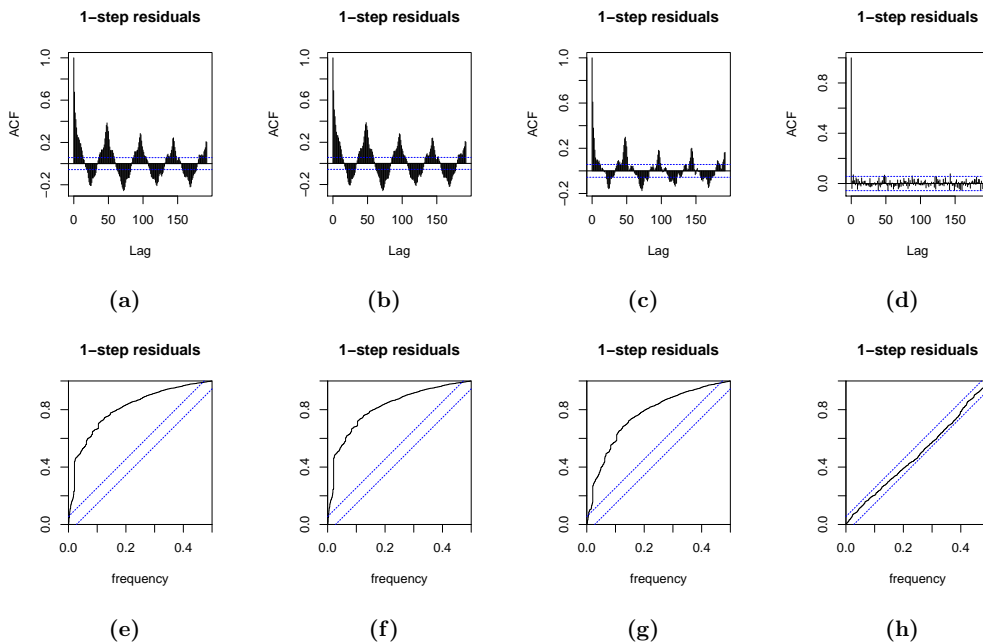 1−step residuals
1.0
0.6
0.2
−0.2
ACF
0 50 100 150
Lag
(a)
1−step residuals
1.0
0.6
0.2
−0.2
ACF
0 50 100 150
Lag
(b)
1−step residuals
1.0
0.6
0.2
−0.2
ACF
0 50 100 150
Lag
(c)
1−step residuals
0.8
0.4
0.0
ACF
0 50 100 150
Lag
(d)
1−step residuals
0.8
0.4
0.0
0.0 0.2 0.4
frequency
(e)
1−step residuals
0.8
0.4
0.0
0.0 0.2 0.4
frequency
(f)
1−step residuals
0.8
0.4
0.0
0.0 0.2 0.4
frequency
(g)
1−step residuals
0.8
0.4
0.0
0.0 0.2 0.4
frequency
(h)